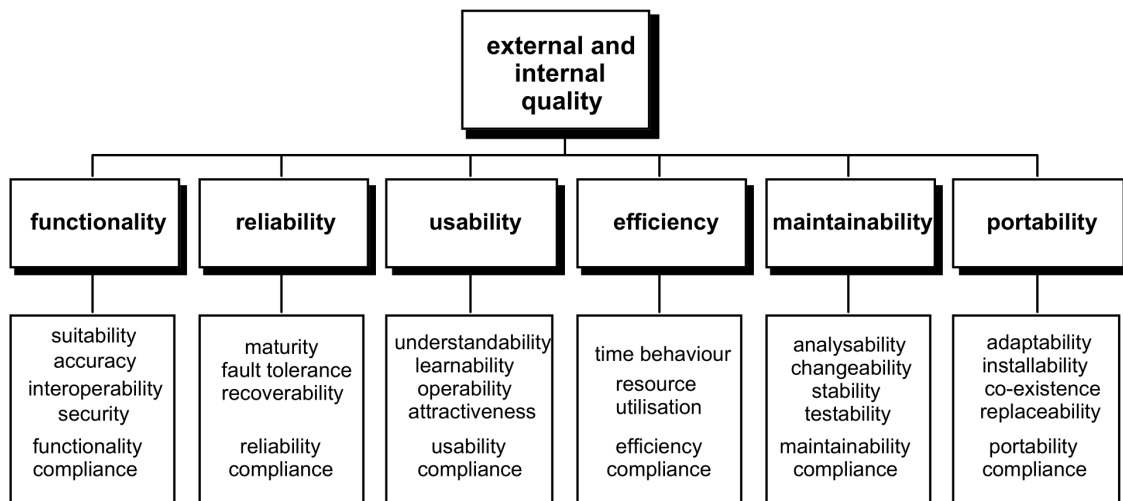 external and
internal
quality
functionality
reliability
usability
efficiency
maintainability
portability
suitability
accuracy
interoperability
security
functionality
compliance
maturity
fault tolerance
recoverability
reliability
compliance
understandability
learnability
operability
attractiveness
usability
compliance
time behaviour
resource
utilisation
efficiency
compliance
analysability
changeability
stability
testability
maintainability
compliance
adaptability
installability
co-existence
replaceability
portability
compliance